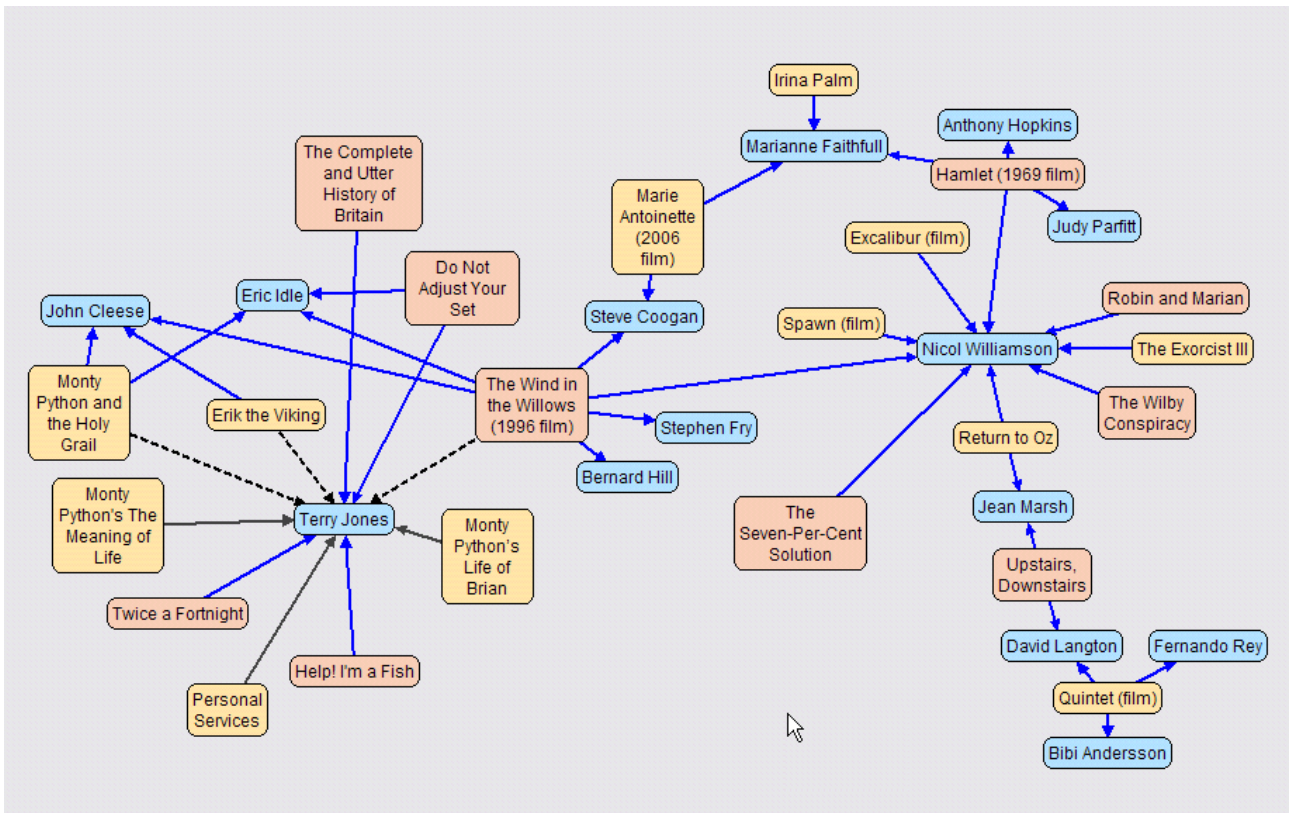 Irina Palm
Anthony Hopkins
Marianne Faithfull
The Complete
and Utter
History of
Britain
Hamlet (1969 film)
Marie
Antoinette
(2006
film)
Judy Parfitt
Excalibur (film)
Do Not
Adjust Your
Set
Eric Idle
John Cleese
Steve Coogan
Robin and Marian
Spawn (film)
Nicol Williamson
The Exorcist III
Monty
Python and
the Holy
Grail
Erik the Viking
The Wind in
the Willows
(1996 film)
Stephen Fry
The Wilby
Conspiracy
Return to Oz
Bernard Hill
Monty
Python's The
Meaning of
Life
Terry Jones
Monty
Python's
Life of
Brian
The
Seven-Per-Cent
Solution
Jean Marsh
Upstairs,
Downstairs
Twice a Fortnight
Help! I'm a Fish
David Langton
Fernando Rey
Personal
Services
Quintet (film)
Bibi Andersson